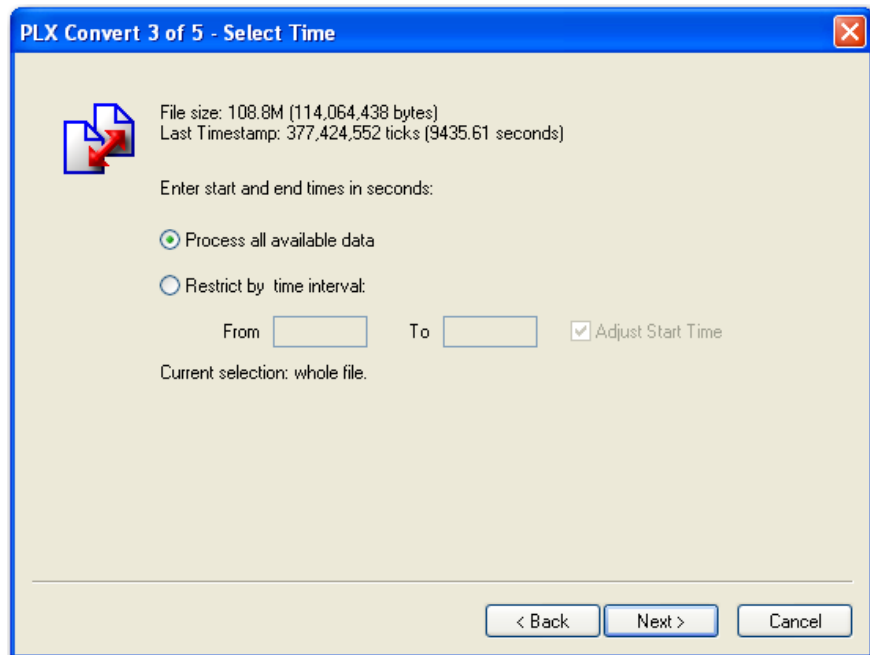 PLX Convert 3 of 5 - Select Time
File size: 108.8M (114,064,438 bytes)
Last Timestamp: 377,424,552 ticks (9435.61 seconds)
Enter start and end times in seconds:
Process all available data
Restrict by  time interval:
From To Adjust Start Time
Current selection: whole file.
< Back Next > Cancel